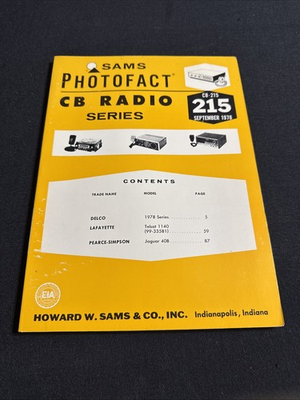 SAMS
PHOTOFACT®
CB RADIO
SERIES
CB-215
215
SEPTEMBER 1978
CONTENTS
TRADE NAME MODEL PAGE
DELCO 1978 Series 5
LAFAYETTE Telsat 1140 (99-33581) 59
PEARCE-SIMPSON Jaguar 40B 87
EIA
HOWARD W. SAMS & CO., INC. Indianapolis, Indiana